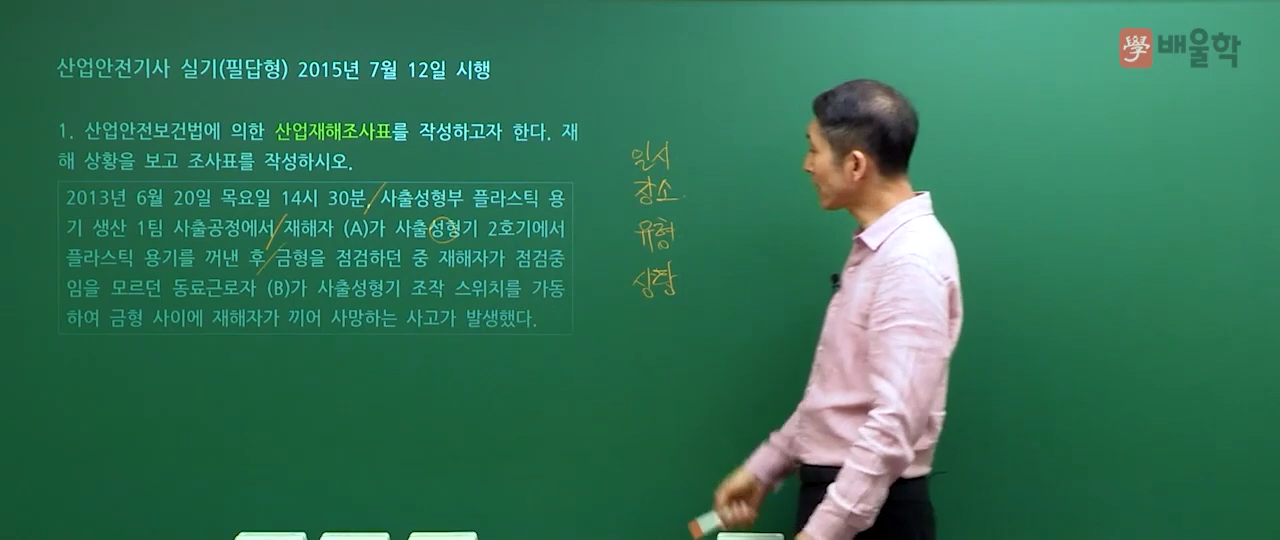 學 배울학
산업안전기사 실기(필답형) 2015년 7월 12일 시행
1. 산업안전보건법에 의한 산업재해조사표를 작성하고자 한다. 재
해 상황을 보고 조사표를 작성하시오.
2013년 6월 20일 목요일 14시 30분, 사출성형부 플라스틱 용
기 생산 1팀 사출공정에서 재해자 (A)가 사출성형기 2호기에서
플라스틱 용기를 꺼낸 후 금형을 점검하던 중 재해자가 점검중
임을 모르던 동료근로자 (B)가 사출성형기 조작 스위치를 가동
하여 금형 사이에 재해자가 끼어 사망하는 사고가 발생했다.
일시
장소.
유형
상황